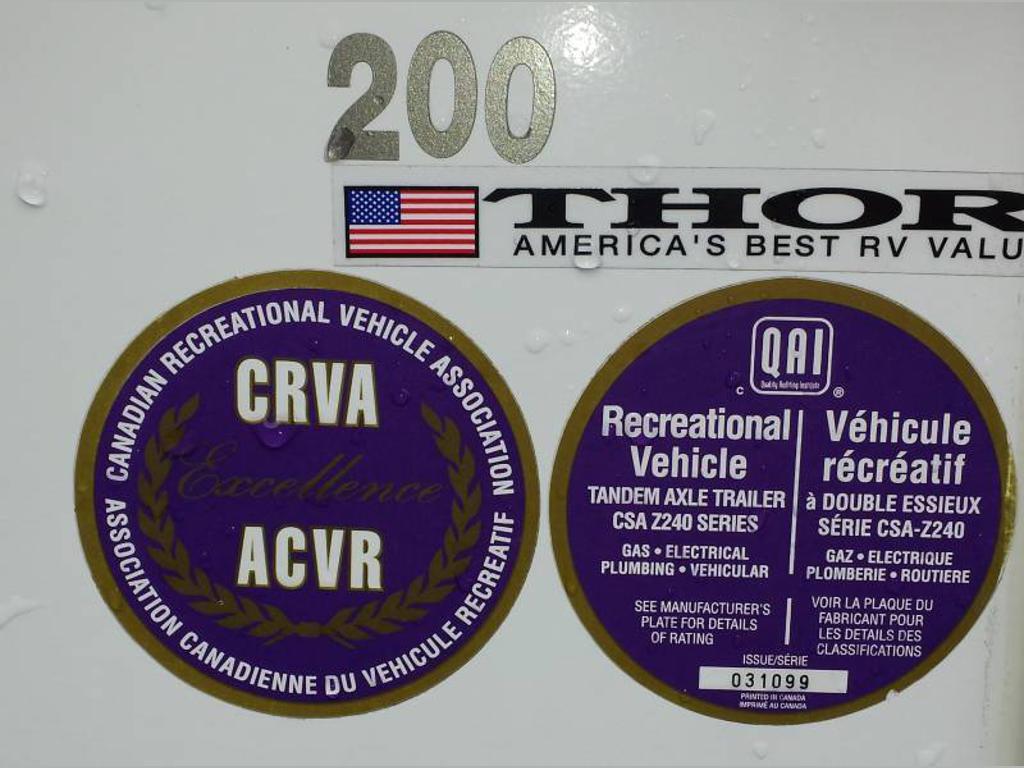 200
THOR
AMERICA'S BEST RV VALU
CANADIAN RECREATIONAL VEHICLE ASSOCIATION
CRVA
Excellence
ACVR
ASSOCIATION CANADIENNE DU VEHICULE RECREATIF
QAI
Quality Auditing Institute
C ®
Recreational
Vehicle
TANDEM AXLE TRAILER
CSA Z240 SERIES
GAS • ELECTRICAL
PLUMBING • VEHICULAR
SEE MANUFACTURER'S
PLATE FOR DETAILS
OF RATING
Véhicule
récréatif
à DOUBLE ESSIEUX
SÉRIE CSA-Z240
GAZ • ELECTRIQUE
PLOMBERIE • ROUTIERE
VOIR LA PLAQUE DU
FABRICANT POUR
LES DETAILS DES
CLASSIFICATIONS
ISSUE/SÉRIE
031099
PRINTED IN CANADA
IMPRIMÉ AU CANADA